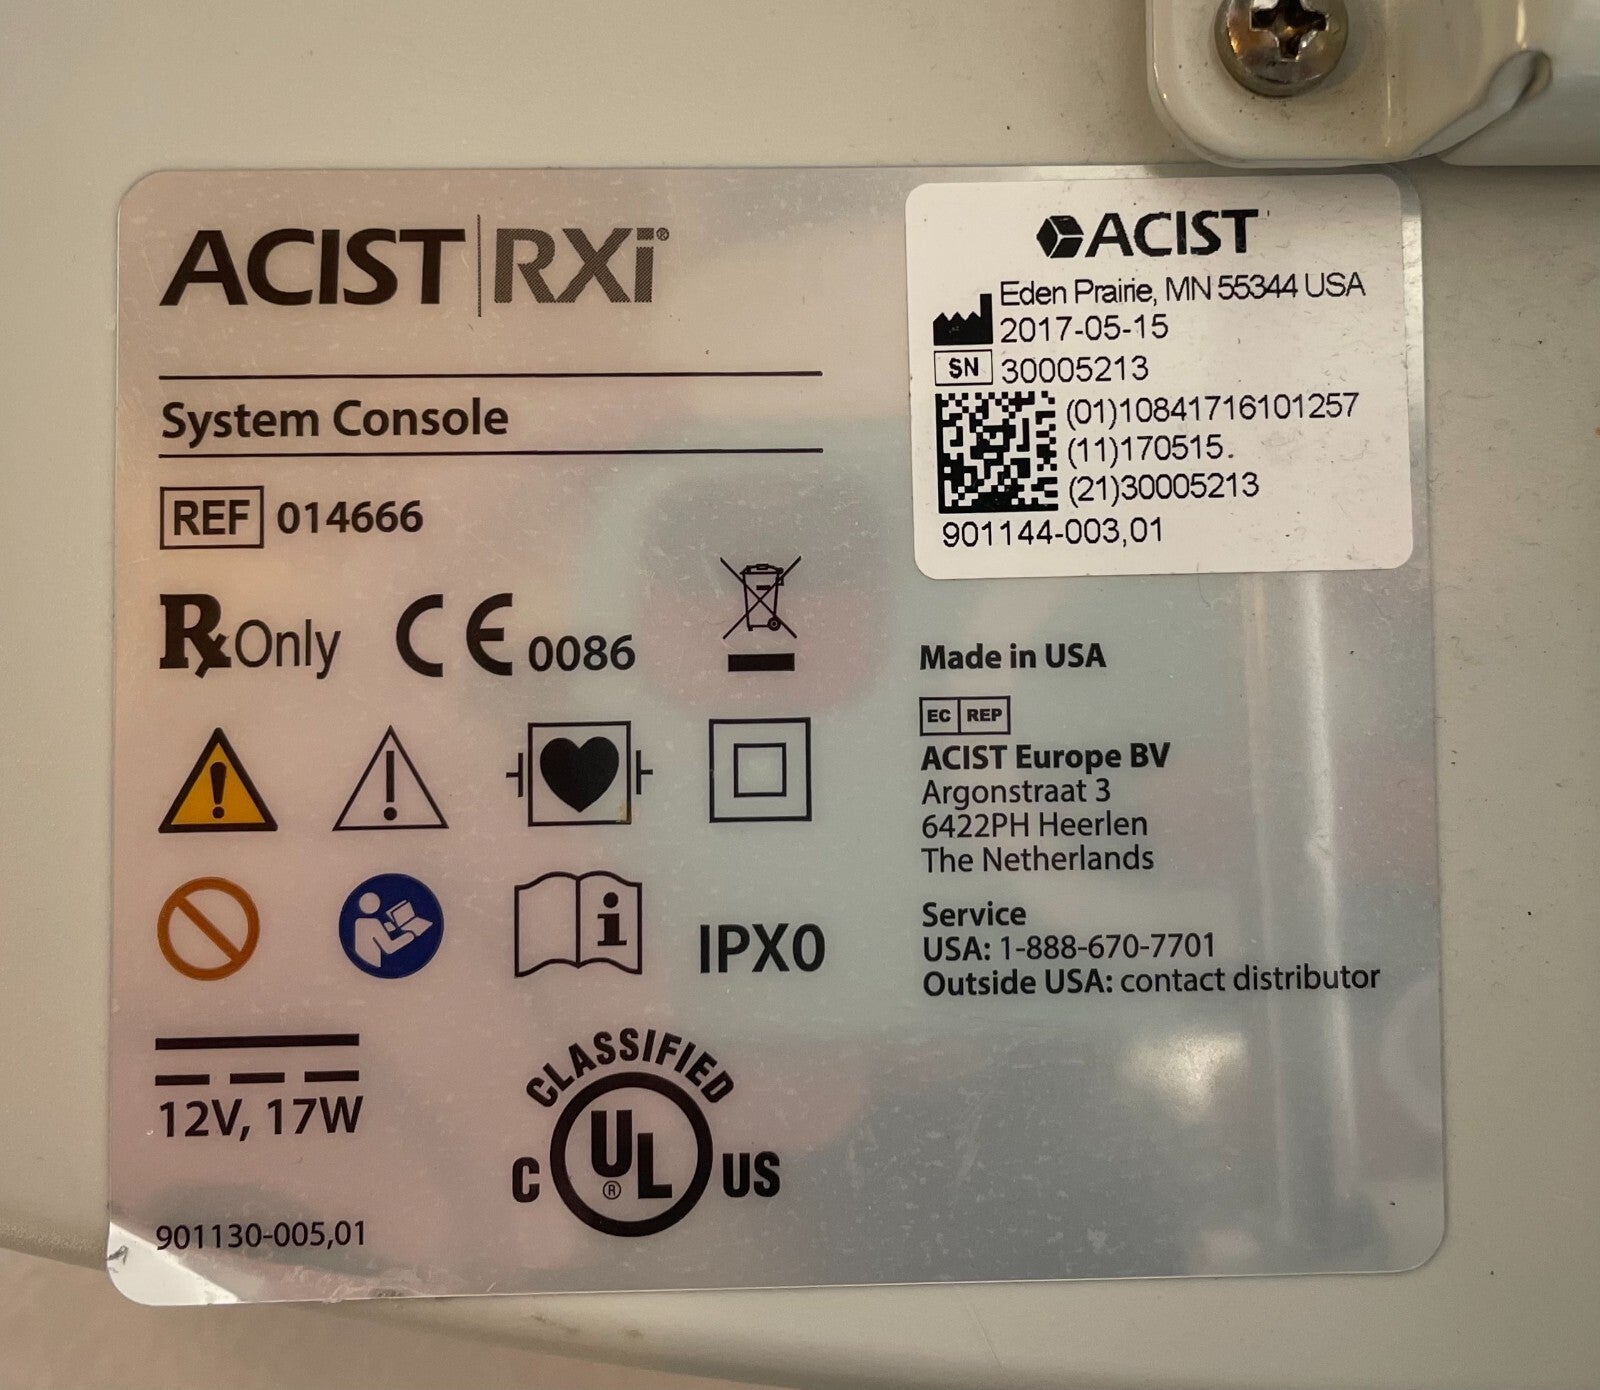 ACIST RXi®
System Console
REF 014666
Rx Only CE 0086
IPX0
12V, 17W
CLASSIFIED
C UL® US
901130-005,01
ACIST
Eden Prairie, MN 55344 USA
2017-05-15
SN 30005213
(01)10841716101257
(11)170515.
(21)30005213
901144-003,01
Made in USA
EC REP
ACIST Europe BV
Argonstraat 3
6422PH Heerlen
The Netherlands
Service
USA: 1-888-670-7701
Outside USA: contact distributor